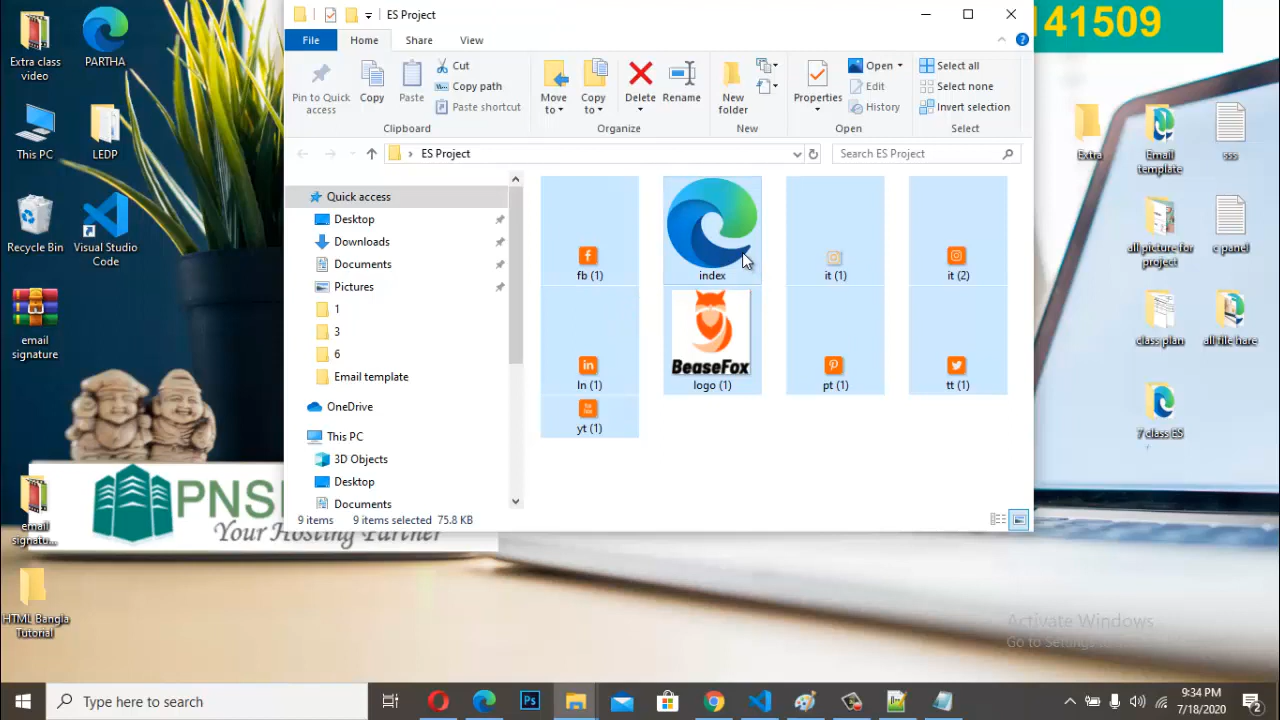 ES Project
41509
File
Home
Share
View
Pin to Quick access
Copy
Paste
Cut
Copy path
Paste shortcut
Clipboard
Move to
Copy to
Delete
Rename
Organize
New folder
New
Properties
Open
Edit
History
Open
Select all
Select none
Invert selection
Select
ES Project
Search ES Project
Quick access
Desktop
Downloads
Documents
Pictures
1
3
6
Email template
OneDrive
This PC
3D Objects
Desktop
Documents
fb (1)
index
it (1)
it (2)
ln (1)
BeaseFox
logo (1)
pt (1)
tt (1)
yt (1)
9 items
9 items selected 75.8 KB
Extra class video
PARTHA
This PC
LEDP
Recycle Bin
Visual Studio Code
email signature
email signatu...
HTML Bangla Tutorial
Extra
Email template
sss
all picture for project
c panel
class plan
all file hare
7 class ES
PNS
Your Hosting Partner
Activate Windows
Go to Settings to
Type here to search
Ps
9:34 PM
7/18/2020
2